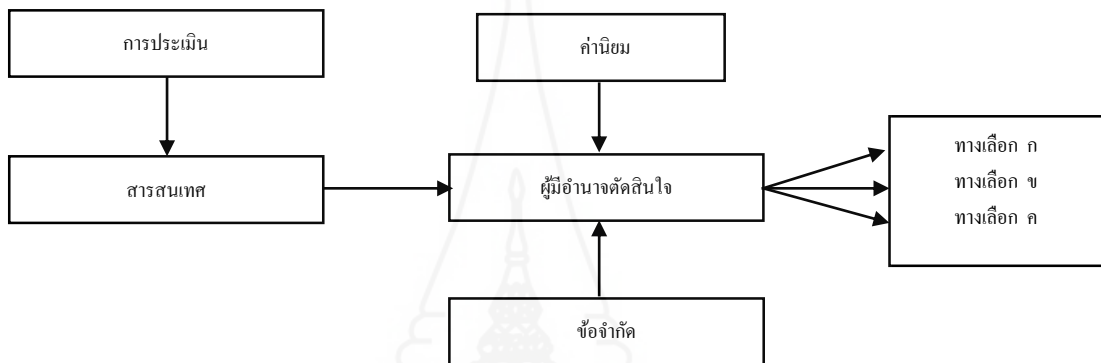 การประเมิน
ค่านิยม
สารสนเทศ
ผู้มีอำนาจตัดสินใจ
ทางเลือก ก
ทางเลือก ข
ทางเลือก ค
ข้อจำกัด